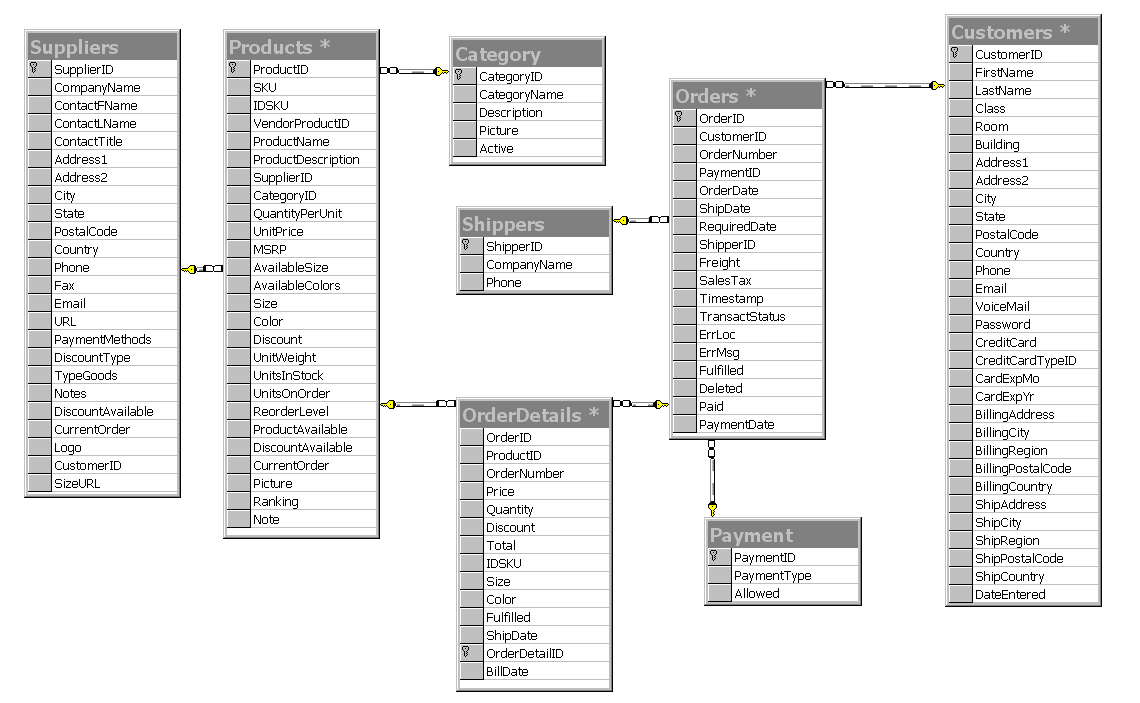 Suppliers
SupplierID
CompanyName
ContactFName
ContactLName
ContactTitle
Address1
Address2
City
State
PostalCode
Country
Phone
Fax
Email
URL
PaymentMethods
DiscountType
TypeGoods
Notes
DiscountAvailable
CurrentOrder
Logo
CustomerID
SizeURL
Products *
ProductID
SKU
IDSKU
VendorProductID
ProductName
ProductDescription
SupplierID
CategoryID
QuantityPerUnit
UnitPrice
MSRP
AvailableSize
AvailableColors
Size
Color
Discount
UnitWeight
UnitsInStock
UnitsOnOrder
ReorderLevel
ProductAvailable
DiscountAvailable
CurrentOrder
Picture
Ranking
Note
Category
CategoryID
CategoryName
Description
Picture
Active
Shippers
ShipperID
CompanyName
Phone
OrderDetails *
OrderID
ProductID
OrderNumber
Price
Quantity
Discount
Total
IDSKU
Size
Color
Fulfilled
ShipDate
OrderDetailID
BillDate
Orders *
OrderID
CustomerID
OrderNumber
PaymentID
OrderDate
ShipDate
RequiredDate
ShipperID
Freight
SalesTax
Timestamp
TransactStatus
ErrLoc
ErrMsg
Fulfilled
Deleted
Paid
PaymentDate
Payment
PaymentID
PaymentType
Allowed
Customers *
CustomerID
FirstName
LastName
Class
Room
Building
Address1
Address2
City
State
PostalCode
Country
Phone
Email
VoiceMail
Password
CreditCard
CreditCardTypeID
CardExpMo
CardExpYr
BillingAddress
BillingCity
BillingRegion
BillingPostalCode
BillingCountry
ShipAddress
ShipCity
ShipRegion
ShipPostalCode
ShipCountry
DateEntered